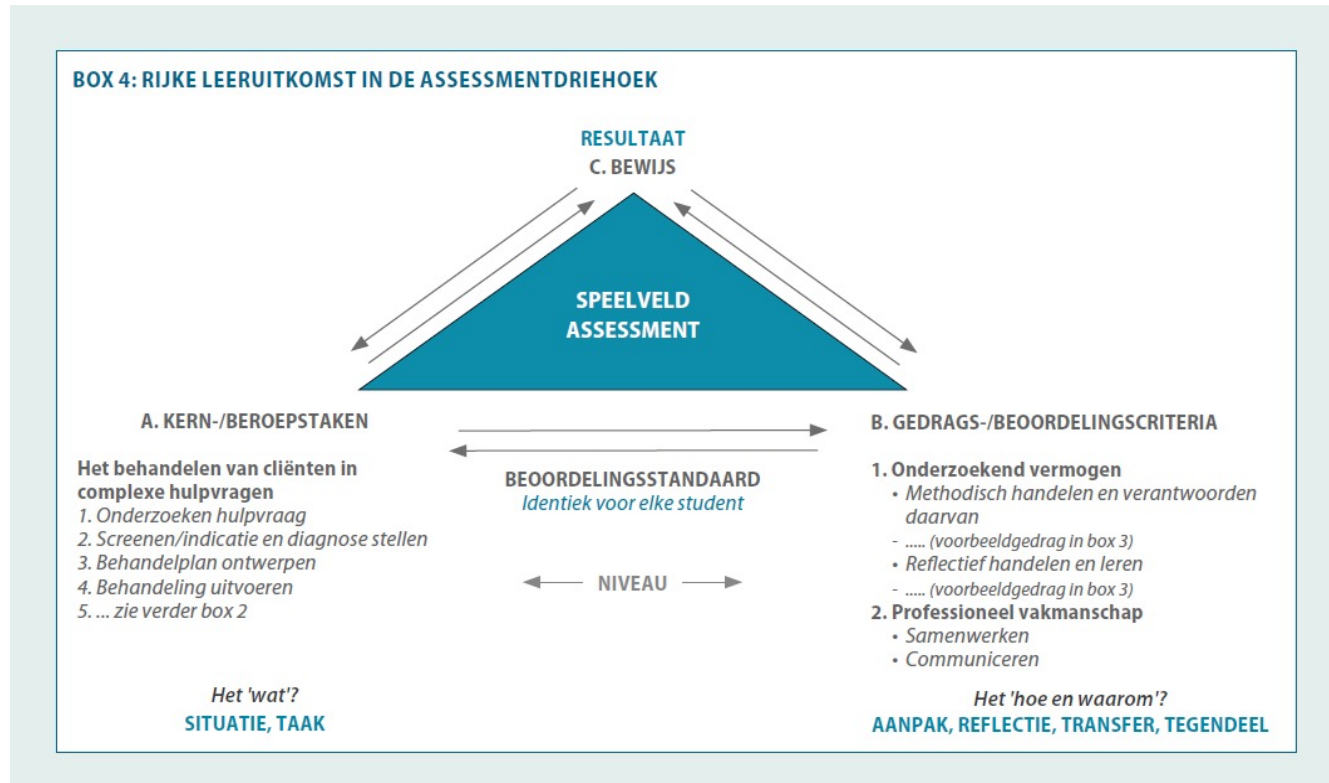 BOX 4: RIJKE LEERUITKOMST IN DE ASSESSMENTDRIEHOEK
RESULTAAT
C. BEWIJS
SPEELVELD
ASSESSMENT
A. KERN-/BEROEPSTAKEN
Het behandelen van cliënten in
complexe hulpvragen
1. Onderzoeken hulpvraag
2. Screenen/indicatie en diagnose stellen
3. Behandelplan ontwerpen
4. Behandeling uitvoeren
5. ... zie verder box 2
Het 'wat'?
SITUATIE, TAAK
BEOORDELINGSSTANDAARD
Identiek voor elke student
NIVEAU
B. GEDRAGS-/BEOORDELINGSCRITERIA
1. Onderzoekend vermogen
• Methodisch handelen en verantwoorden
daarvan
- ..... (voorbeeldgedrag in box 3)
• Reflectief handelen en leren
- ..... (voorbeeldgedrag in box 3)
2. Professioneel vakmanschap
• Samenwerken
• Communiceren
Het 'hoe en waarom'?
AANPAK, REFLECTIE, TRANSFER, TEGENDEEL